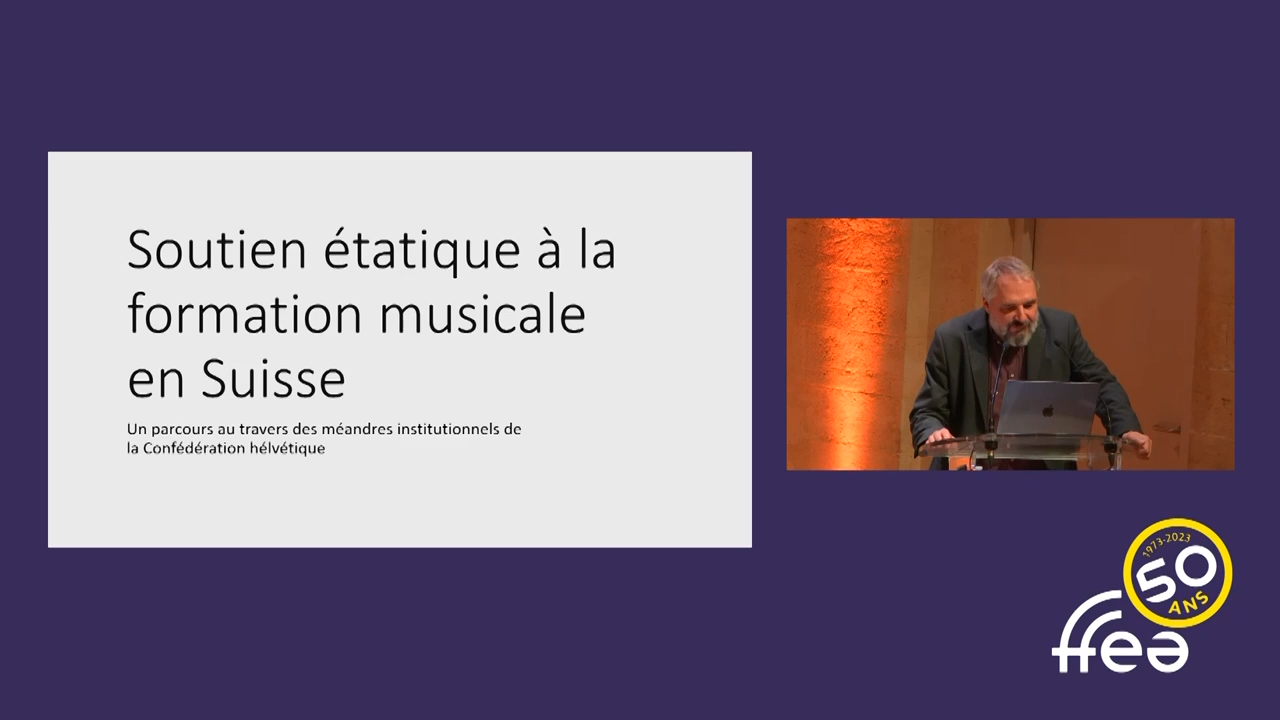 Soutien étatique à la
formation musicale
en Suisse
Un parcours au travers des méandres institutionnels de
la Confédération hélvétique
1973-2023
50
ANS
ffea